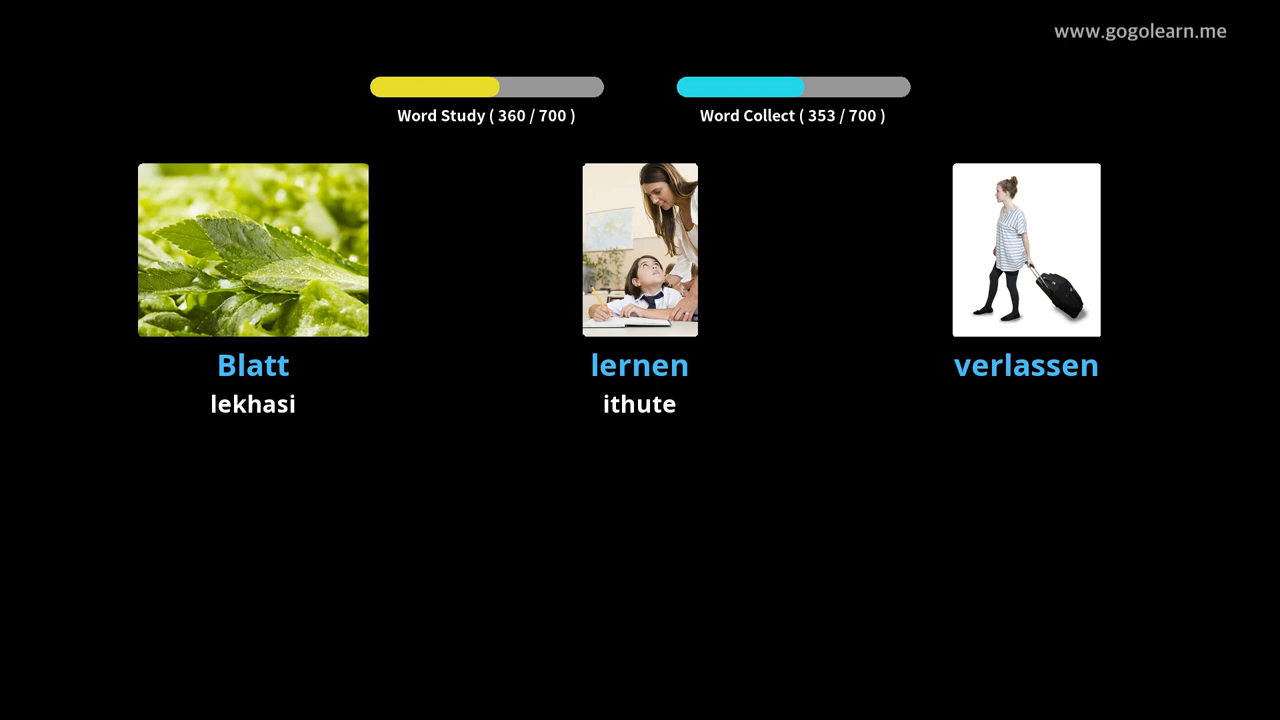 www.gogolearn.me
Word Study ( 360 / 700 )
Word Collect ( 353 / 700 )
Blatt
lernen
verlassen
lekhasi
ithute